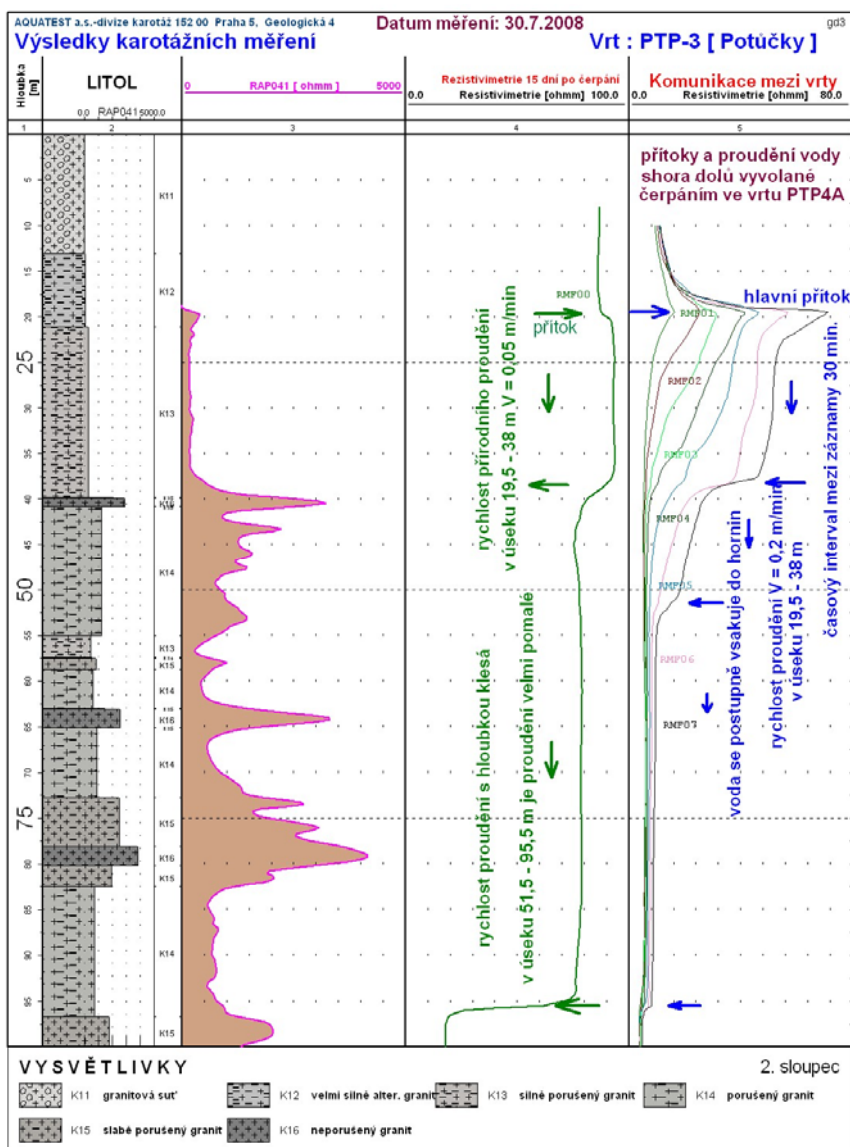 AQUATEST a.s.-divize karotáž 152 00 Praha 5, Geologická 4
Datum měření: 30.7.2008
gd3
Výsledky karotážních měření
Vrt : PTP-3 [ Potůčky ]
Hloubka
[m]
LITOL
0.0 RAP041 5000.0
0 RAP041 [ ohmm ] 5000
Rezistivimetrie 15 dní po čerpání
Resistivimetrie [ohmm] 100.0
0.0
Komunikace mezi vrty
0.0 Resistivimetrie [ohmm] 80.0
1 2 3 4 5
5
10
15
20
25
30
35
40
45
50
55
60
65
70
75
80
85
90
95
K11
K12
K13
K16
K14
K13
K15
K14
K16
K14
K15
K16
K15
K14
K15
RMF00
přítok
rychlost přírodního proudění
v úseku 19,5 - 38 m V = 0,05 m/min
rychlost proudění s hloubkou klesá
v úseku 51,5 - 95,5 m je proudění velmi pomalé
přítoky a proudění vody
shora dolů vyvolané
čerpáním ve vrtu PTP4A
hlavní přítok
RMF01
RMF02
RMF03
RMF04
RMF05
RMF06
RMF07
voda se postupně vsakuje do hornin
rychlost proudění V = 0,2 m/min
v úseku 19,5 - 38 m
časový interval mezi záznamy 30 min.
VYSVĚTLIVKY
2. sloupec
K11 granitová suť
K12 velmi silně alter. granit
K13 silně porušený granit
K14 porušený granit
K15 slabě porušený granit
K16 neporušený granit